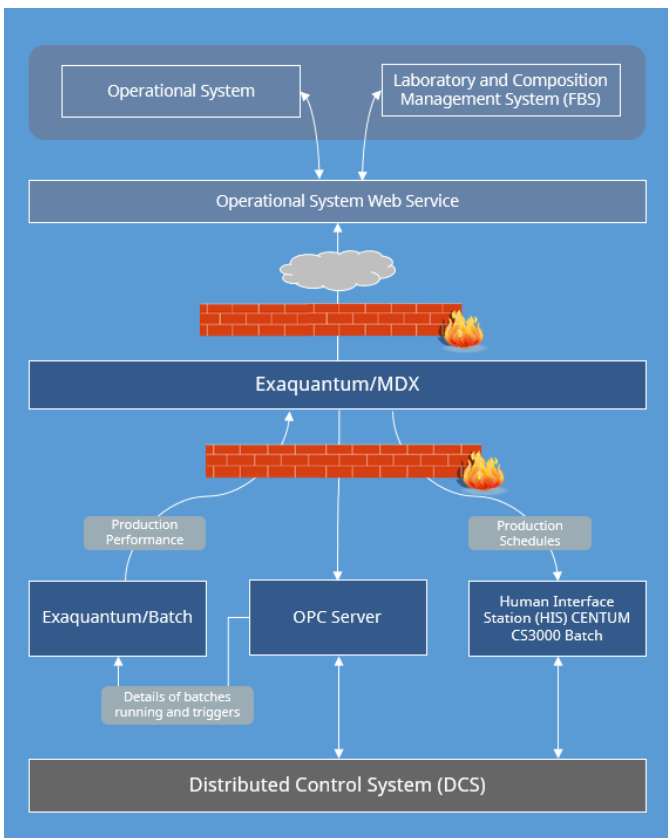 Operational System
Laboratory and Composition
Management System (FBS)
Operational System Web Service
Exaquantum/MDX
Production
Performance
Production
Schedules
Exaquantum/Batch
OPC Server
Human Interface
Station (HIS) CENTUM
CS3000 Batch
Details of batches
running and triggers
Distributed Control System (DCS)